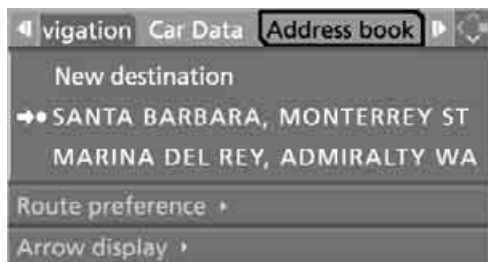 vigation Car Data Address book
New destination
SANTA BARBARA, MONTERREY ST
MARINA DEL REY, ADMIRALTY WA
Route preference
Arrow display